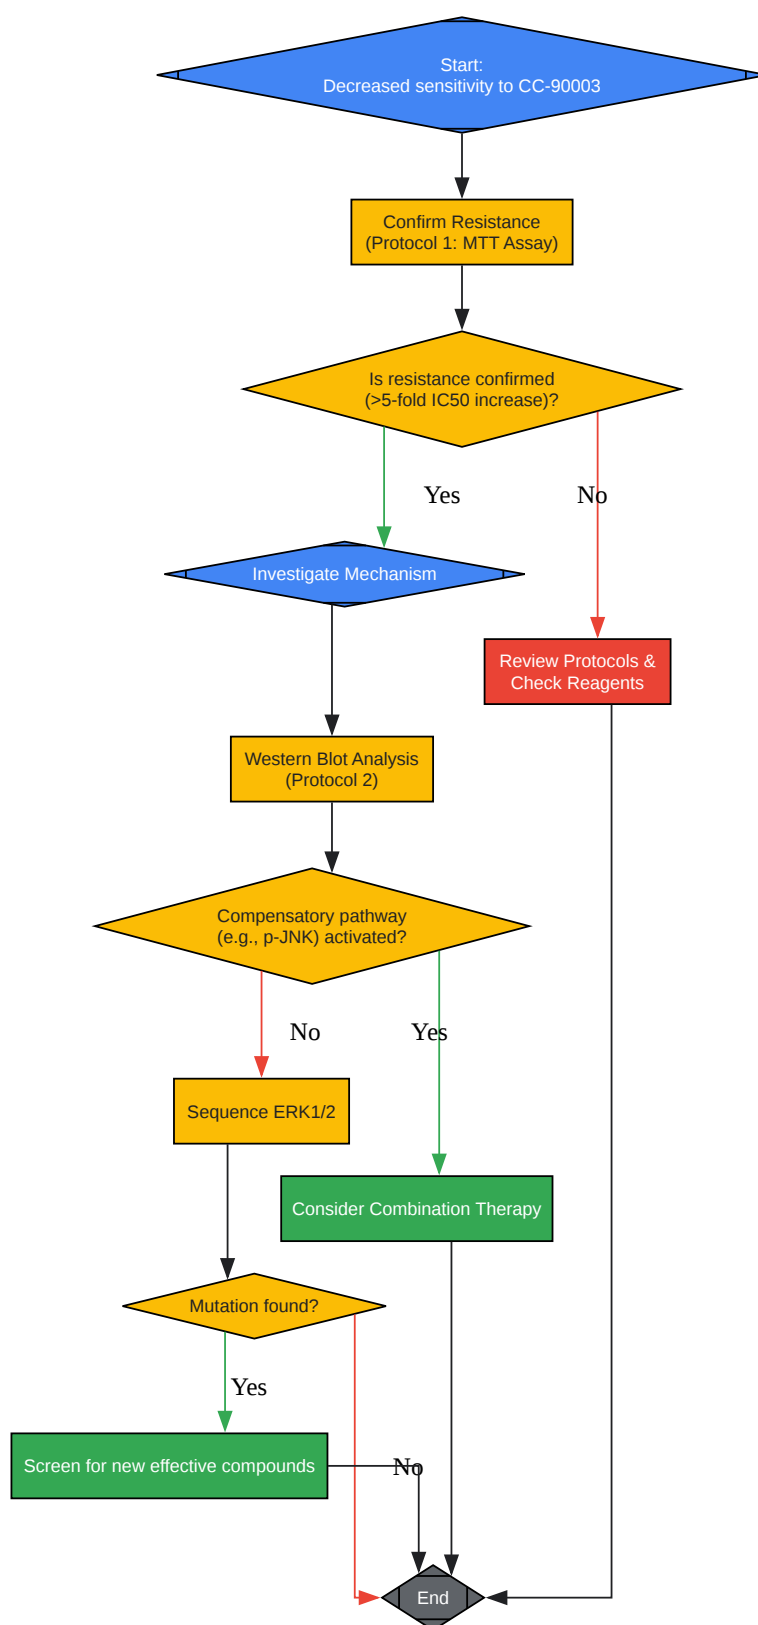 Start:
Decreased sensitivity to CC-90003
Confirm Resistance
(Protocol 1: MTT Assay)
Is resistance confirmed
(>5-fold IC50 increase)?
Yes
No
Investigate Mechanism
Review Protocols &
Check Reagents
Western Blot Analysis
(Protocol 2)
Compensatory pathway
(e.g., p-JNK) activated?
No
Yes
Sequence ERK1/2
Consider Combination Therapy
Mutation found?
Yes
Screen for new effective compounds
No
End